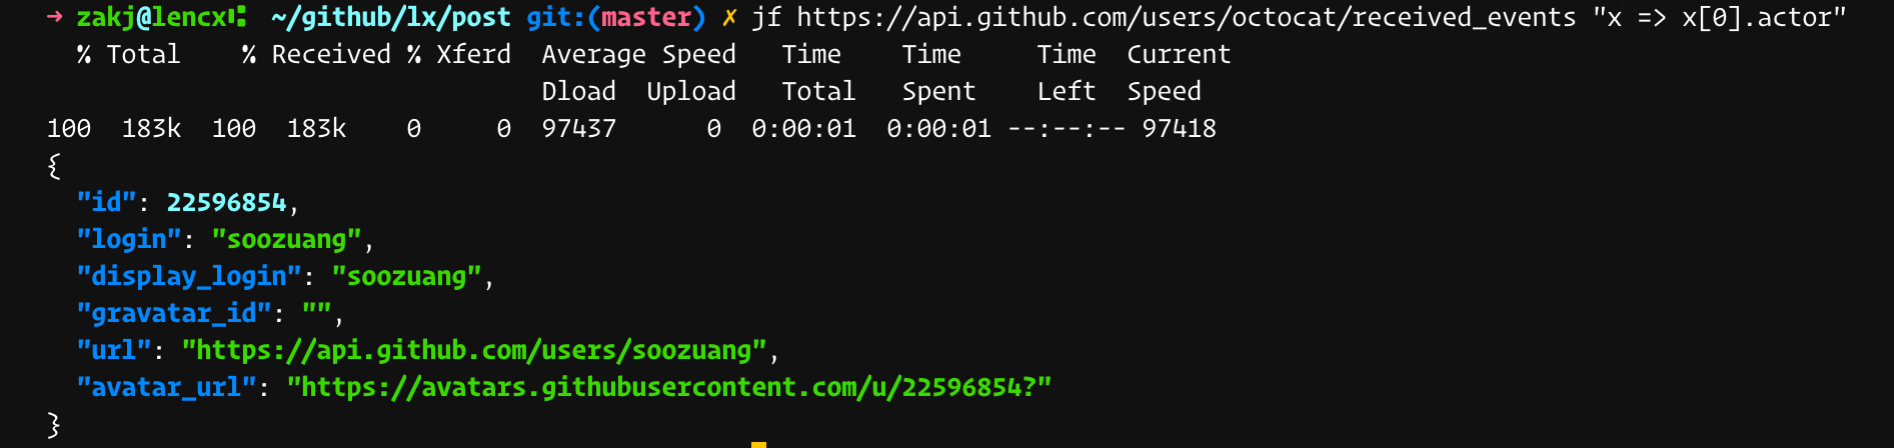 → zakj@lencx ~/github/lx/post git:(master) ✗ jf https://api.github.com/users/octocat/received_events "x => x[0].actor"
% Total % Received % Xferd Average Speed Time Time Time Current
Dload Upload Total Spent Left Speed
100 183k 100 183k 0 0 97437 0 0:00:01 0:00:01 --:--:-- 97418
{
"id": 22596854,
"login": "soozuang",
"display_login": "soozuang",
"gravatar_id": "",
"url": "https://api.github.com/users/soozuang",
"avatar_url": "https://avatars.githubusercontent.com/u/22596854?"
}